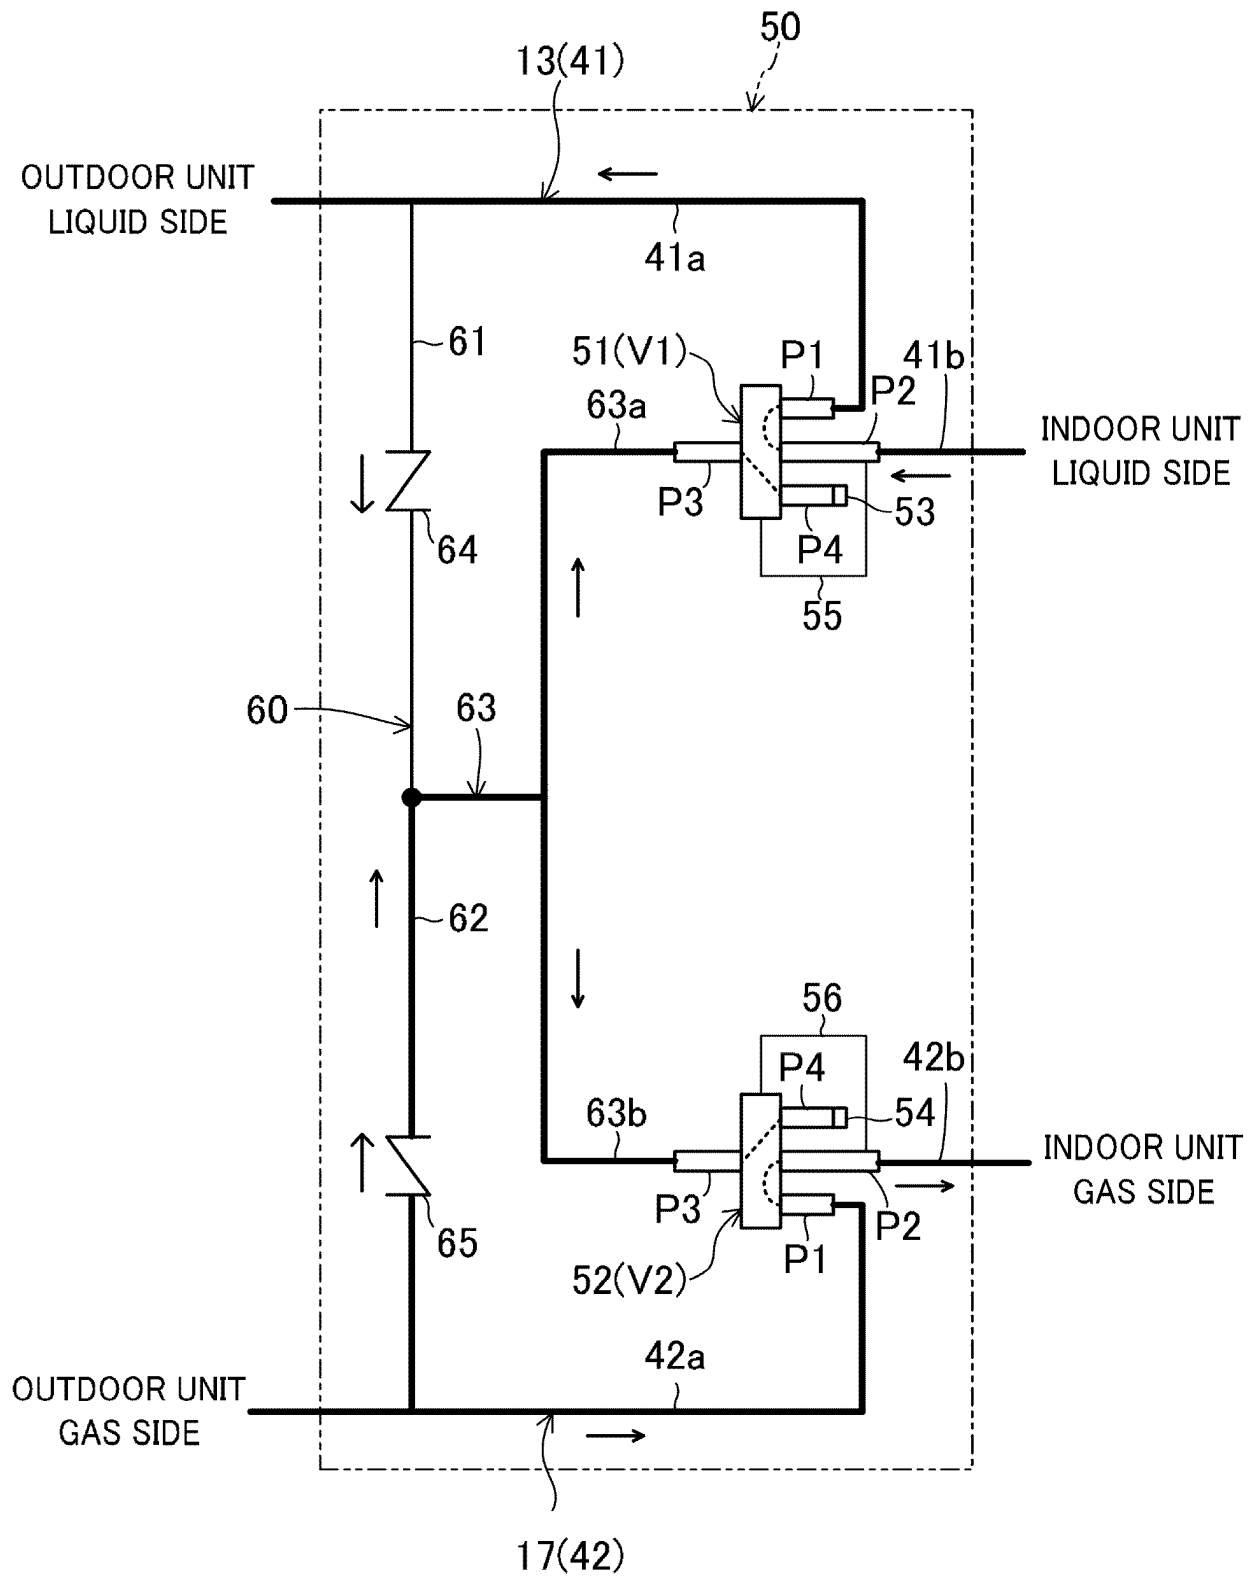 50
13(41)
OUTDOOR UNIT
LIQUID SIDE
41a
61
51(V1)
P1
41b
P2
63a
INDOOR UNIT
LIQUID SIDE
P3
53
64
P4
55
60
63
62
56
P4
42b
63b
54
INDOOR UNIT
GAS SIDE
P3
P2
65
P1
52(V2)
42a
OUTDOOR UNIT
GAS SIDE
17(42)